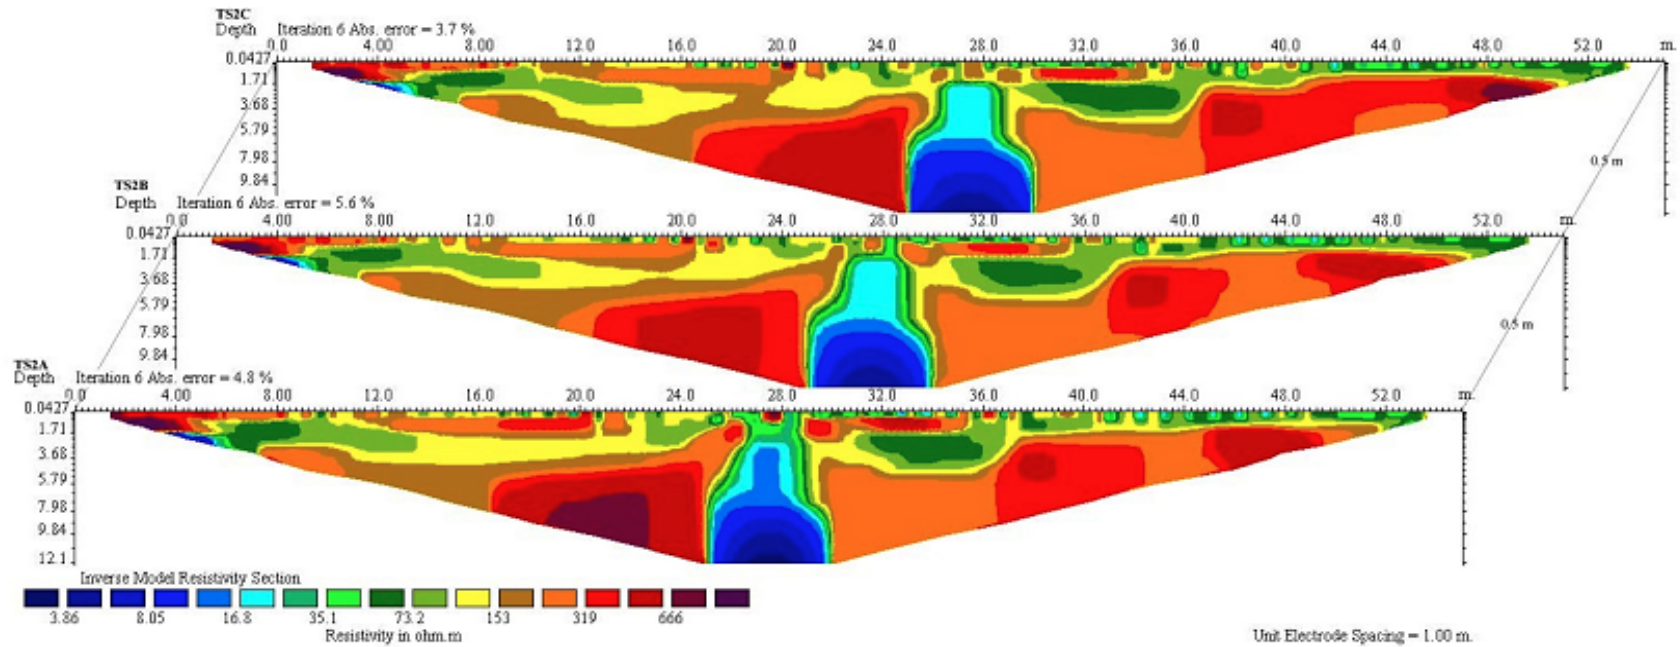 TS2C
Depth Iteration 6 Abs. error = 3.7 %
0.0 4.00 8.00 12.0 16.0 20.0 24.0 28.0 32.0 36.0 40.0 44.0 48.0 52.0 m.
0.0427
1.71
3.68
5.79
7.98
9.84
0.5 m
TS2B
Depth Iteration 6 Abs. error = 5.6 %
0.0 4.00 8.00 12.0 16.0 20.0 24.0 28.0 32.0 36.0 40.0 44.0 48.0 52.0 m.
0.0427
1.71
3.68
5.79
7.98
9.84
0.5 m
TS2A
Depth Iteration 6 Abs. error = 4.8 %
0.0 4.00 8.00 12.0 16.0 20.0 24.0 28.0 32.0 36.0 40.0 44.0 48.0 52.0 m.
0.0427
1.71
3.68
5.79
7.98
9.84
12.1
Inverse Model Resistivity Section
3.86 8.05 16.8 35.1 73.2 153 319 666
Resistivity in ohm.m
Unit Electrode Spacing = 1.00 m.